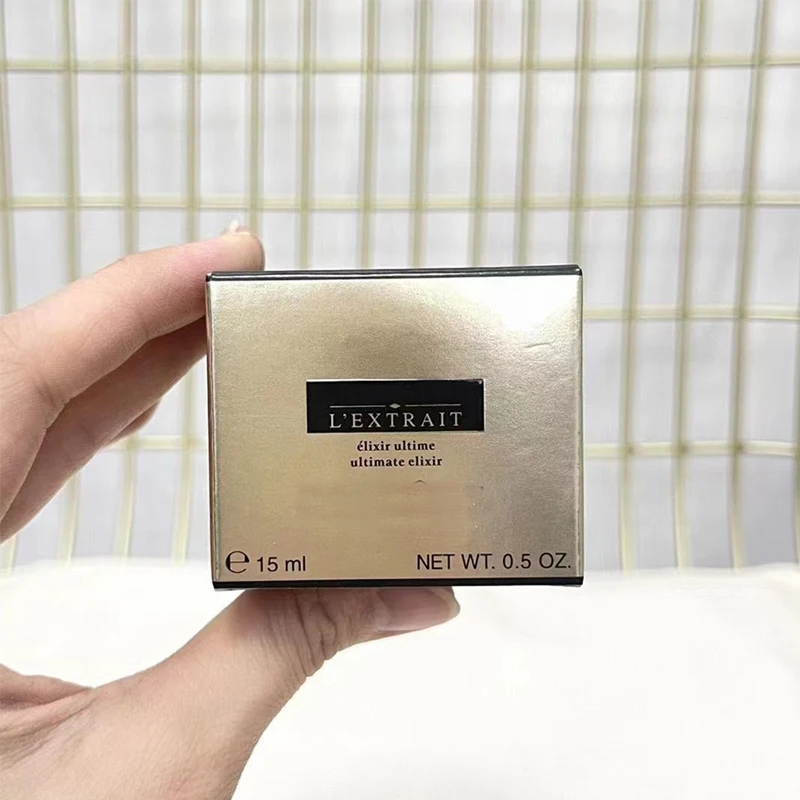 L'EXTRAIT
élixir ultime
ultimate elixir
℮ 15 ml
NET WT. 0.5 OZ.